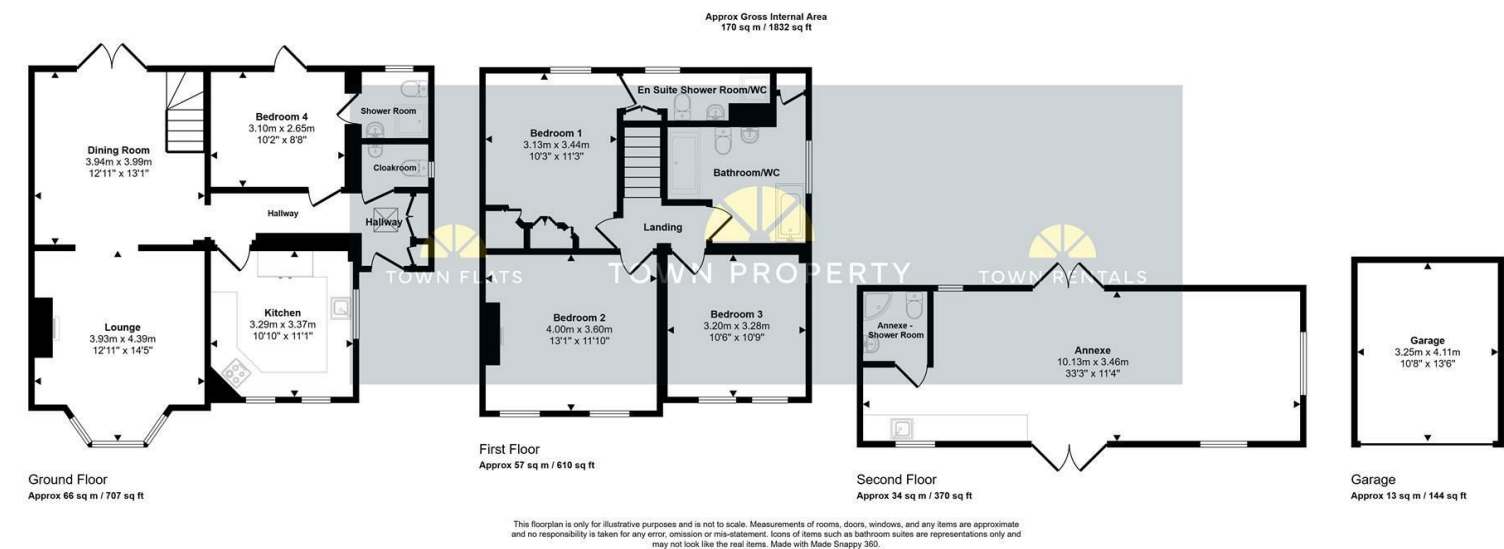 Approx Gross Internal Area
170 sq m / 1832 sq ft
Dining Room
3.94m x 3.99m
12'11" x 13'1"
Bedroom 4
3.10m x 2.65m
10'2" x 8'8"
Shower Room
Cloakroom
Hallway
Hallway
Lounge
3.93m x 4.39m
12'11" x 14'5"
Kitchen
3.29m x 3.37m
10'10" x 11'1"
Ground Floor
Approx 66 sq m / 707 sq ft
Bedroom 1
3.13m x 3.44m
10'3" x 11'3"
En Suite Shower Room/WC
Bathroom/WC
Landing
Bedroom 2
4.00m x 3.60m
13'1" x 11'10"
Bedroom 3
3.20m x 3.28m
10'6" x 10'9"
First Floor
Approx 57 sq m / 610 sq ft
TOWN FLATS
TOWN PROPERTY
TOWN RENTALS
Annexe -
Shower Room
Annexe
10.13m x 3.46m
33'3" x 11'4"
Second Floor
Approx 34 sq m / 370 sq ft
Garage
3.25m x 4.11m
10'8" x 13'6"
Garage
Approx 13 sq m / 144 sq ft
This floorplan is only for illustrative purposes and is not to scale. Measurements of rooms, doors, windows, and any items are approximate
and no responsibility is taken for any error, omission or mis-statement. Icons of items such as bathroom suites are representations only and
may not look like the real items. Made with Made Snappy 360.